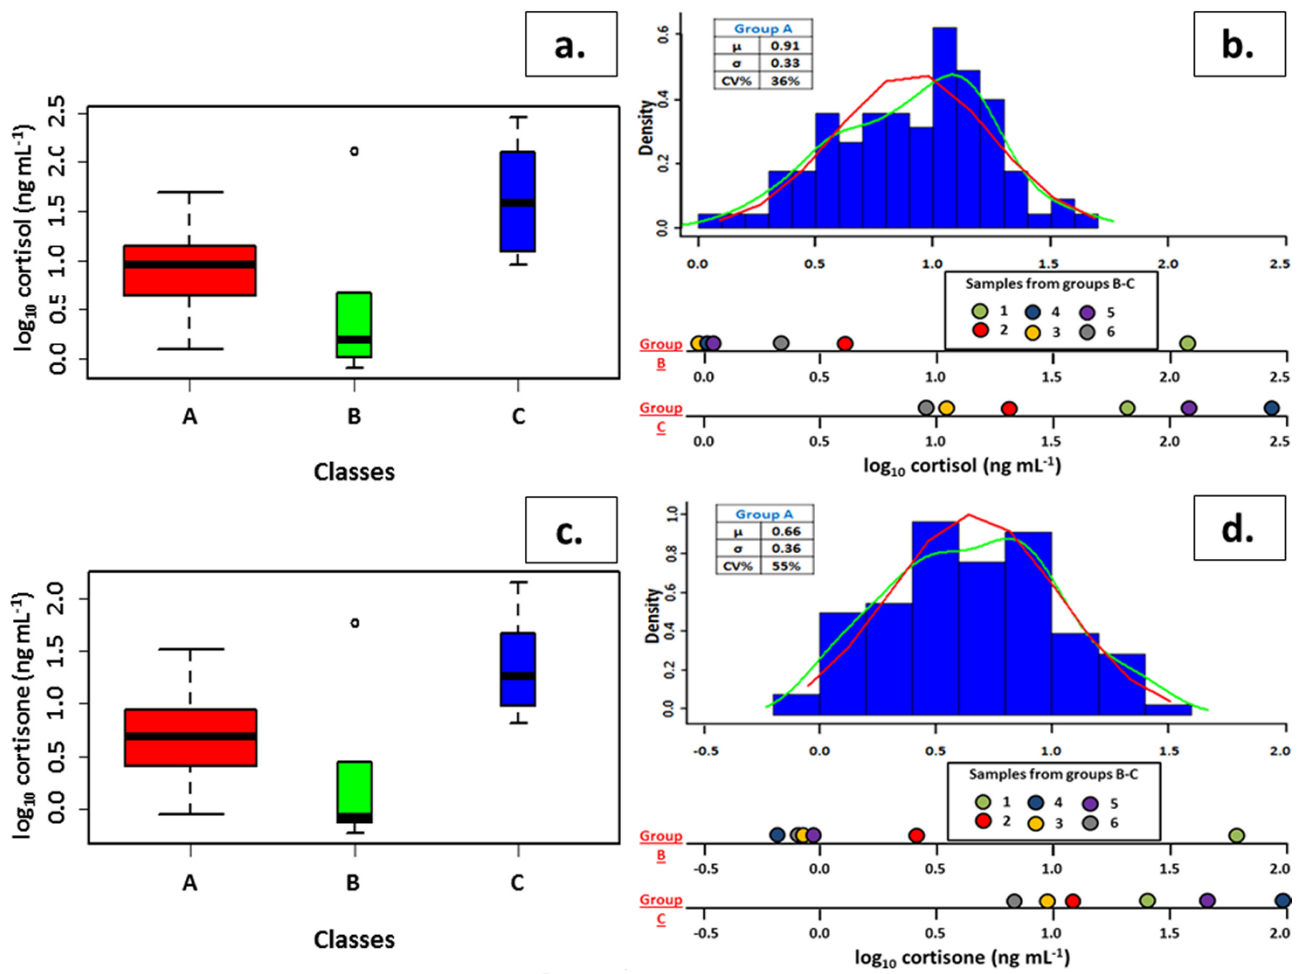 a.
log10 cortisol (ng mL-1)
2.5
2.0
1.5
1.0
0.5
0.0
A B C
Classes
b.
Group A
μ 0.91
σ 0.33
CV% 36%
Density
0.6
0.4
0.2
0.0
0.0 0.5 1.0 1.5 2.0 2.5
Samples from groups B-C
1 4 5
2 3 6
Group
B
0.0 0.5 1.0 1.5 2.0 2.5
Group
C
0.0 0.5 1.0 1.5 2.0 2.5
log10 cortisol (ng mL-1)
c.
log10 cortisone (ng mL-1)
2.0
1.5
1.0
0.5
0.0
A B C
Classes
d.
Group A
μ 0.66
σ 0.36
CV% 55%
Density
1.0
0.8
0.6
0.4
0.2
0.0
-0.5 0.0 0.5 1.0 1.5 2.0
Samples from groups B-C
1 4 5
2 3 6
Group
B
-0.5 0.0 0.5 1.0 1.5 2.0
Group
C
-0.5 0.0 0.5 1.0 1.5 2.0
log10 cortisone (ng mL-1)